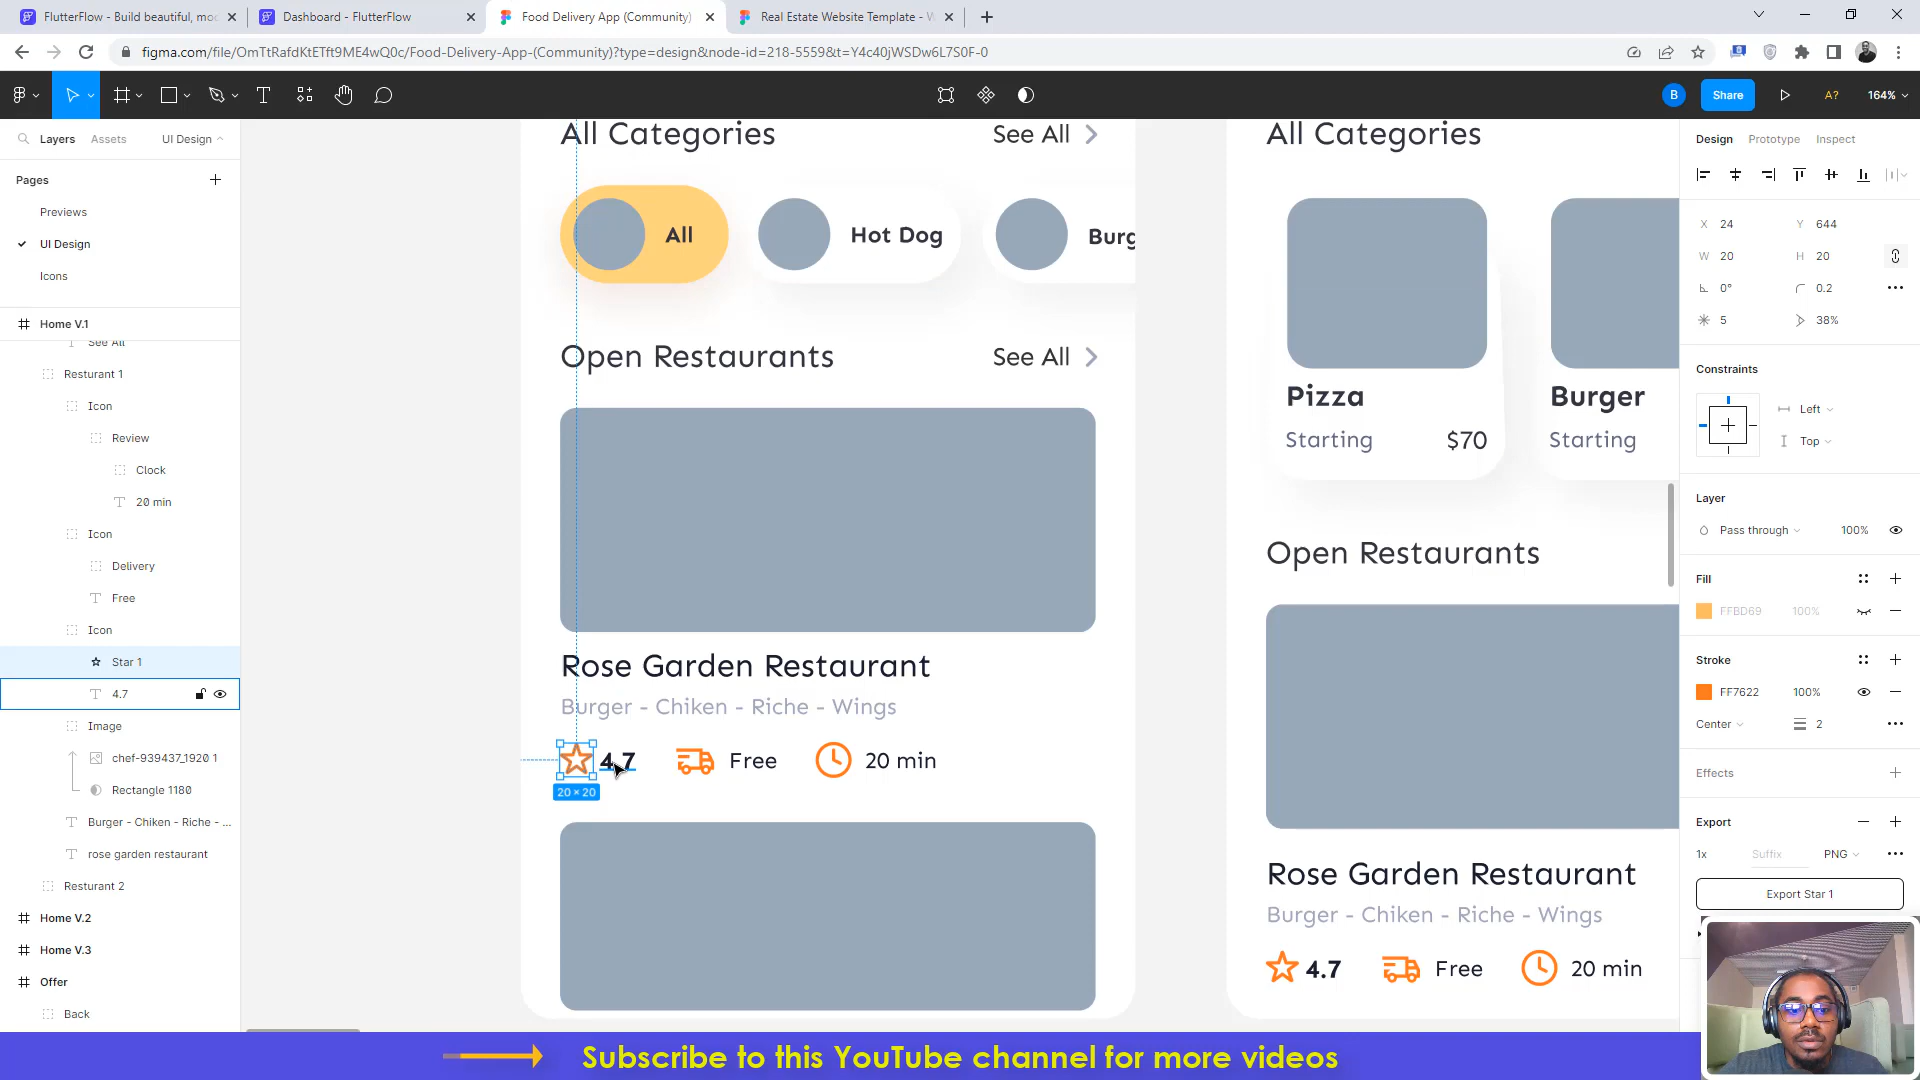 FlutterFlow - Build beautiful, mo
Dashboard - FlutterFlow
Food Delivery App (Community)
Real Estate Website Template - W
figma.com/file/OmTtRafdKtETft9ME4wQ0c/Food-Delivery-App-(Community)?type=design&node-id=218-5559&t=Y4c40jWSDw6L7S0F-0
B
Share
A?
164%
Layers
Assets
UI Design
Pages
Previews
UI Design
Icons
Home V.1
See All
Resturant 1
Icon
Review
Clock
20 min
Icon
Delivery
Free
Icon
Star 1
4.7
Image
chef-939437_1920 1
Rectangle 1180
Burger - Chiken - Riche - ...
rose garden restaurant
Resturant 2
Home V.2
Home V.3
Offer
Back
All Categories
See All
All
Hot Dog
Burg
Open Restaurants
See All
Rose Garden Restaurant
Burger - Chiken - Riche - Wings
4.7
Free
20 min
20 × 20
All Categories
Pizza
Starting
$70
Burger
Starting
Open Restaurants
Rose Garden Restaurant
Burger - Chiken - Riche - Wings
4.7
Free
20 min
Design
Prototype
Inspect
X 24
Y 644
W 20
H 20
0°
0.2
5
38%
Constraints
Left
Top
Layer
Pass through
100%
Fill
FFBD69
100%
Stroke
FF7622
100%
Center
2
Effects
Export
1x
Suffix
PNG
Export Star 1
Subscribe to this YouTube channel for more videos